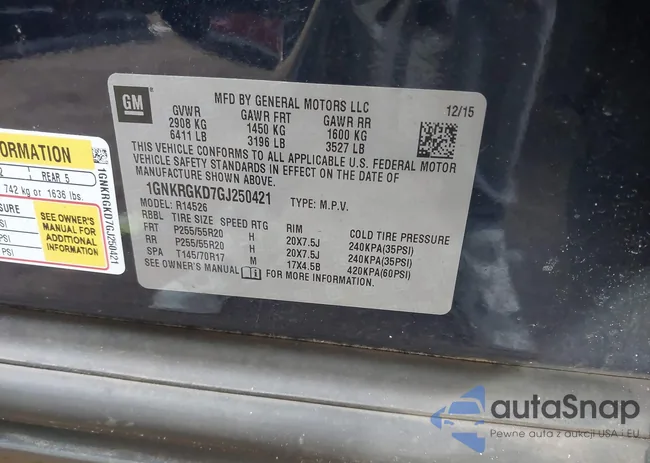 GM
MFD BY GENERAL MOTORS LLC
12/15
GVWR GAWR FRT GAWR RR
2908 KG 1450 KG 1600 KG
6411 LB 3196 LB 3527 LB
THIS VEHICLE CONFORMS TO ALL APPLICABLE U.S. FEDERAL MOTOR
VEHICLE SAFETY STANDARDS IN EFFECT ON THE DATE OF
MANUFACTURE SHOWN ABOVE.
1GNKRGKD7GJ250421 TYPE: M.P.V.
MODEL: R14526
RBBL TIRE SIZE SPEED RTG RIM COLD TIRE PRESSURE
FRT P255/55R20 H 20X7.5J 240KPA(35PSI)
RR P255/55R20 H 20X7.5J 240KPA(35PSI)
SPA T145/70R17 M 17X4.5B 420KPA(60PSI)
SEE OWNER'S MANUAL FOR MORE INFORMATION
ORMATION
2 REAR 5
742 kg or 1636 lbs.
SURE
PSI
PSI
PSI
SEE OWNER'S
MANUAL FOR
ADDITIONAL
INFORMATION
1GNKRGKD7GJ250421
autaSnap
Pewne auta z aukcji USA i EU